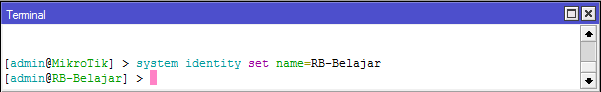 Terminal
[admin@MikroTik] > system identity set name=RB-Belajar
[admin@RB-Belajar] >